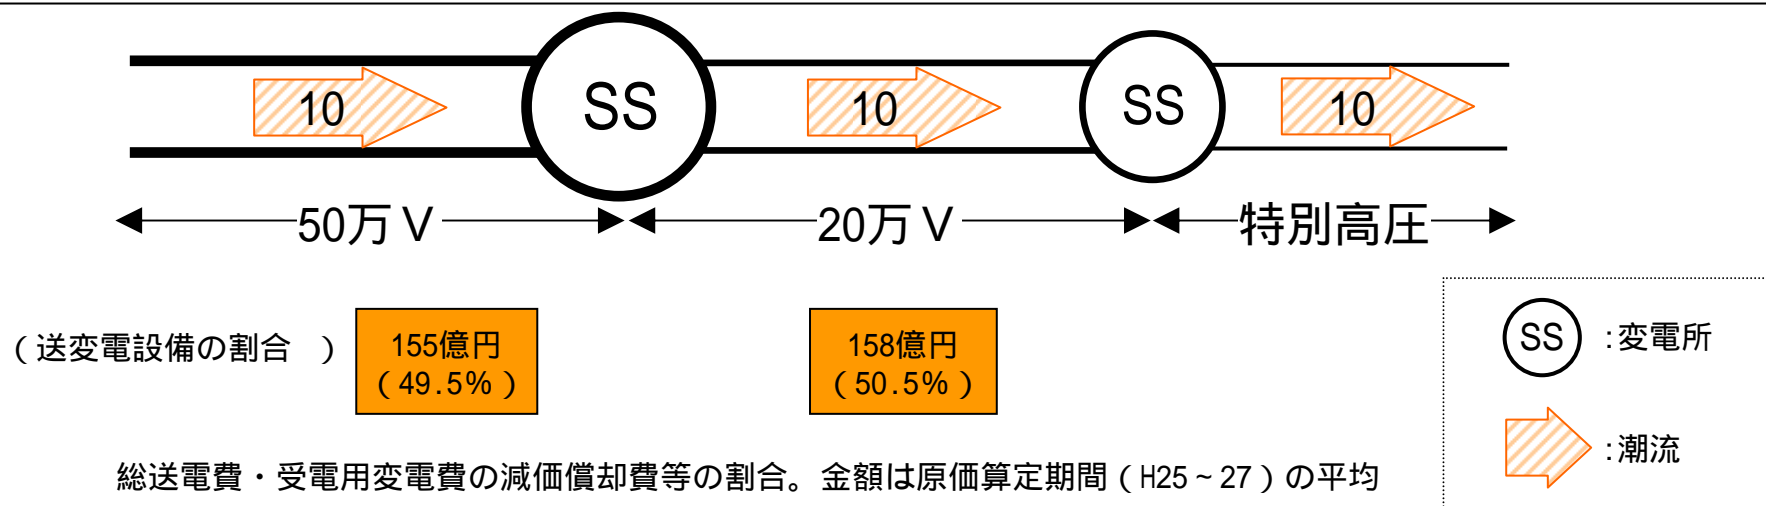 10 SS 10 SS 10
50万V 20万V 特別高圧
(送変電設備の割合 ) 155億円 158億円
(49.5%) (50.5%)
SS :変電所
:潮流
総送電費・受電用変電費の減価償却費等の割合。金額は原価算定期間(H25~27)の平均